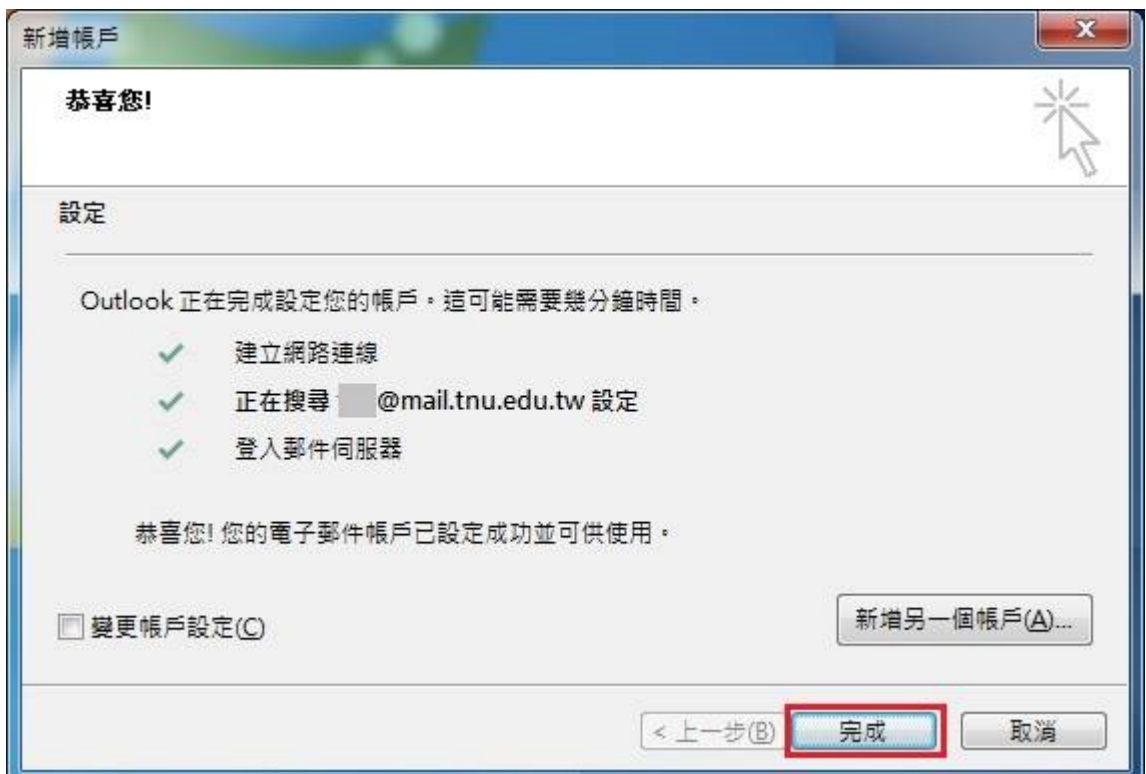 新增帳戶
恭喜您!
設定
Outlook 正在完成設定您的帳戶。這可能需要幾分鐘時間。
建立網路連線
正在搜尋 @mail.tnu.edu.tw 設定
登入郵件伺服器
恭喜您! 您的電子郵件帳戶已設定成功並可供使用。
變更帳戶設定(C)
新增另一個帳戶(A)...
< 上一步(B)
完成
取消